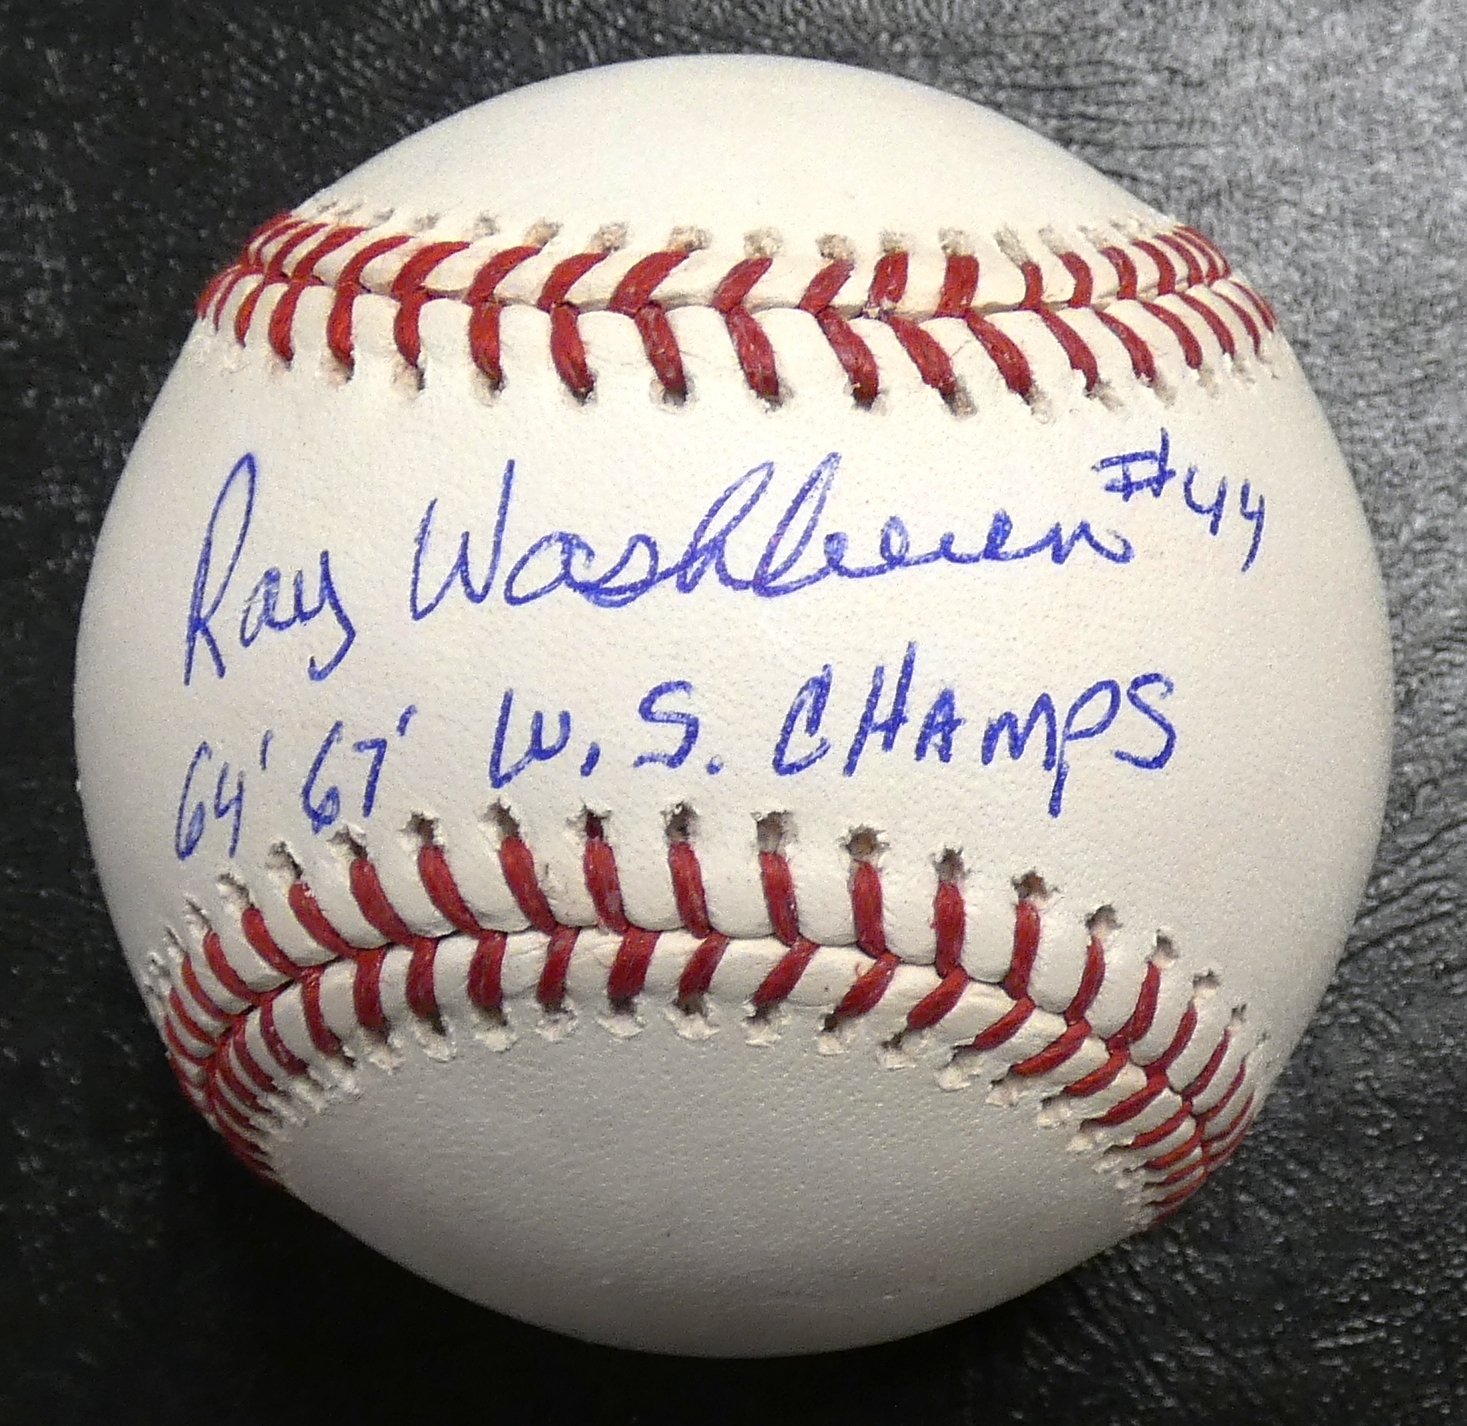 Ray Washburn #44
64' 67' W.S. CHAMPS